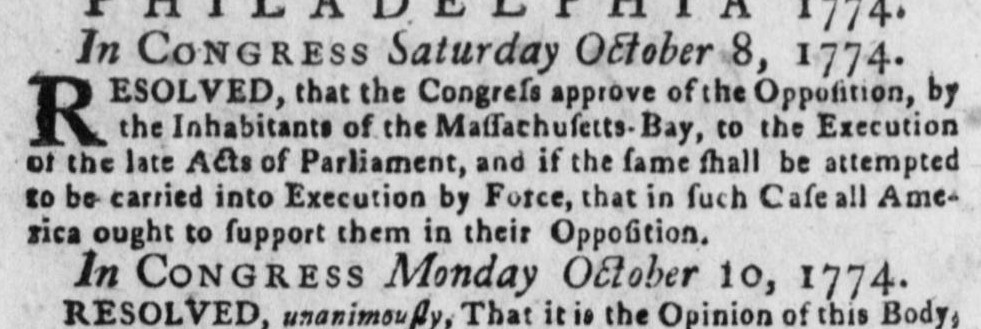 PHILADELPHIA 1774.
In CONGRESS Saturday October 8, 1774.
RESOLVED, that the Congreſs approve of the Oppoſition, by
the Inhabitants of the Maſſachuſetts-Bay, to the Execution
of the late Acts of Parliament, and if the ſame ſhall be attempted
to be carried into Execution by Force, that in ſuch Caſe all Ame-
rica ought to ſupport them in their Oppoſition.
In CONGRESS Monday October 10, 1774.
RESOLVED, unanimouſly, That it is the Opinion of this Body,